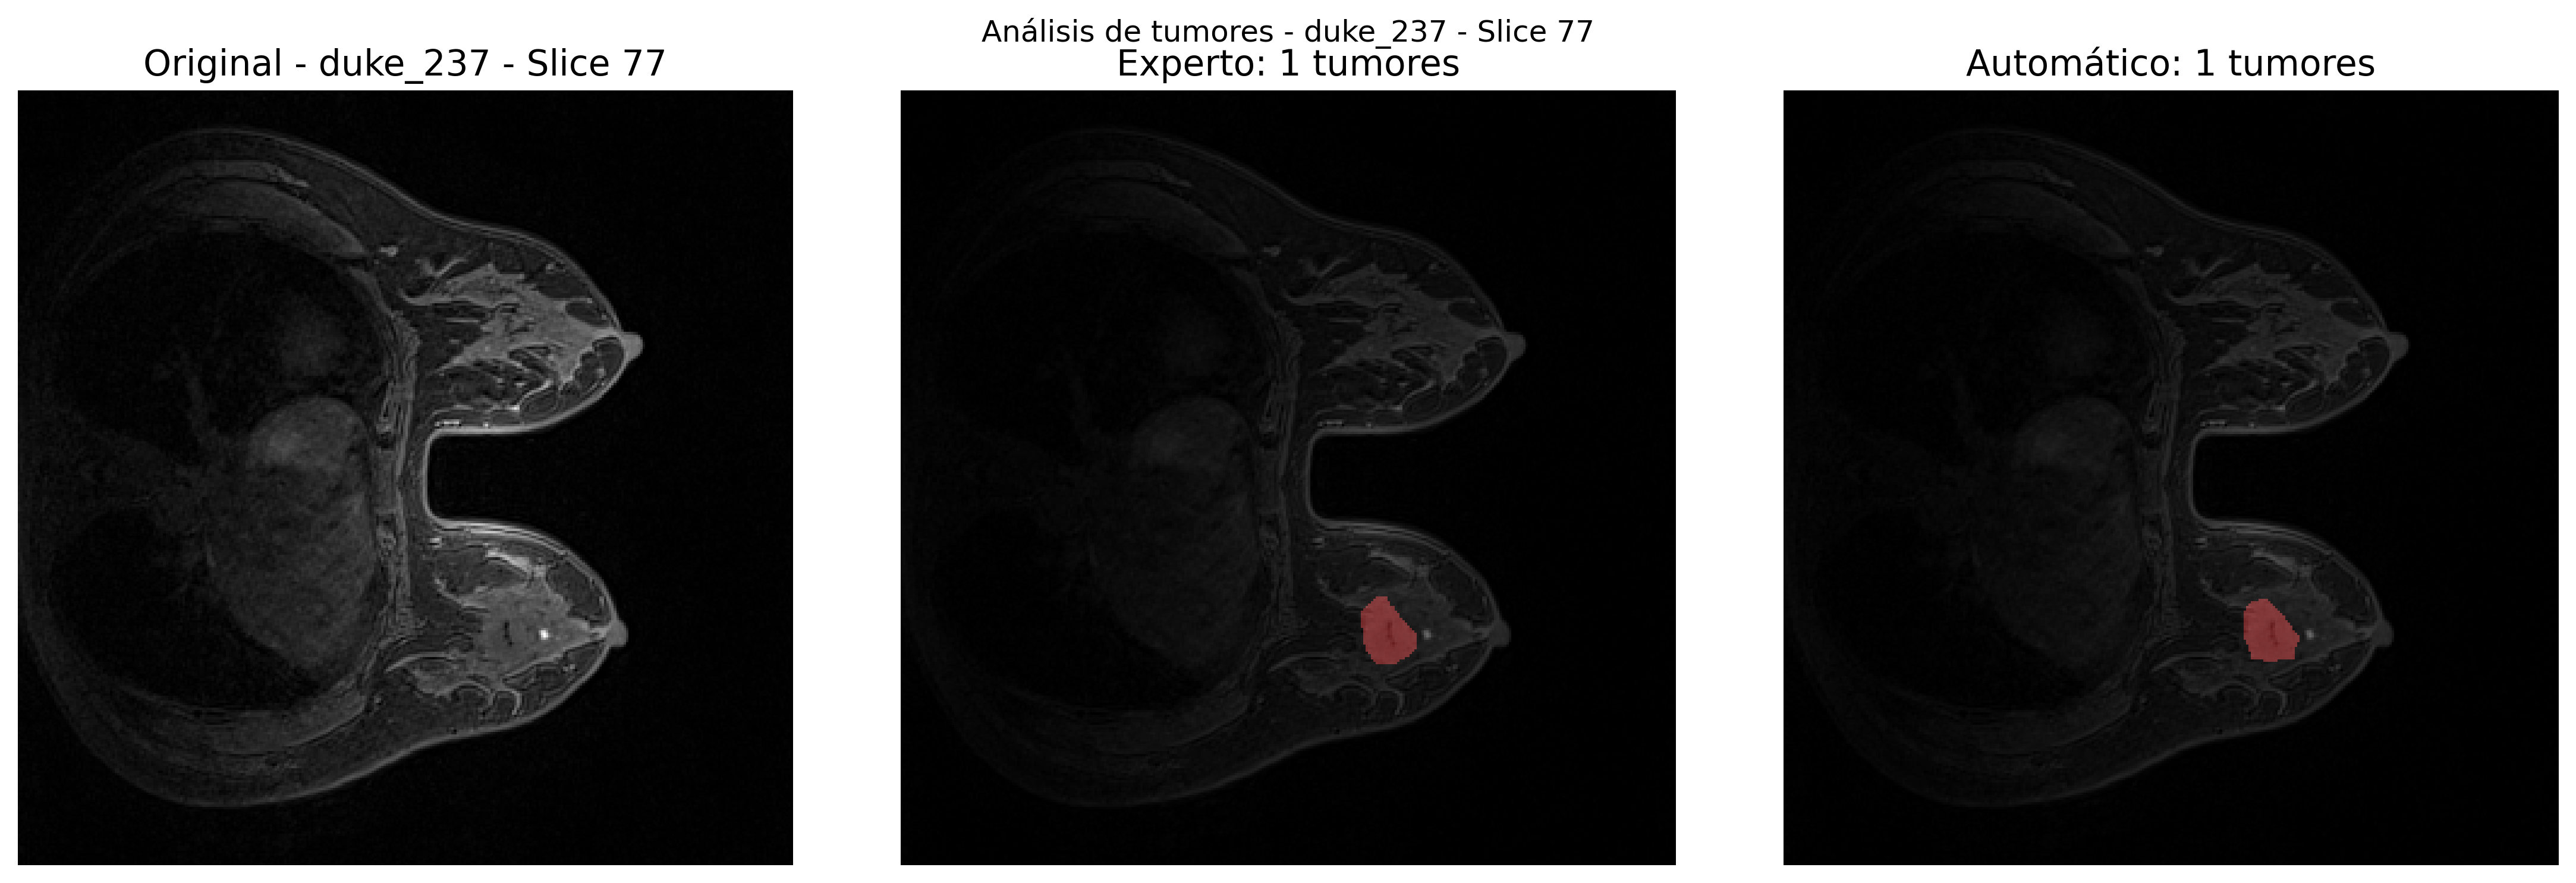 Análisis de tumores - duke_237 - Slice 77
Original - duke_237 - Slice 77
Experto: 1 tumores
Automático: 1 tumores